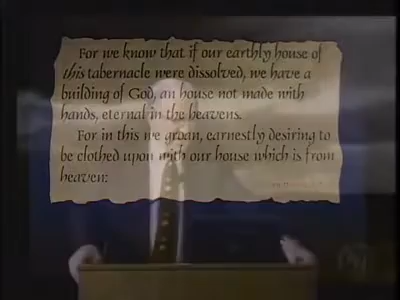 For we know that if our earthly house of
this tabernacle were dissolved, we have a
building of God, an house not made with
hands, eternal in the heavens.
For in this we groan, earnestly desiring to
be clothed upon with our house which is from
heaven: